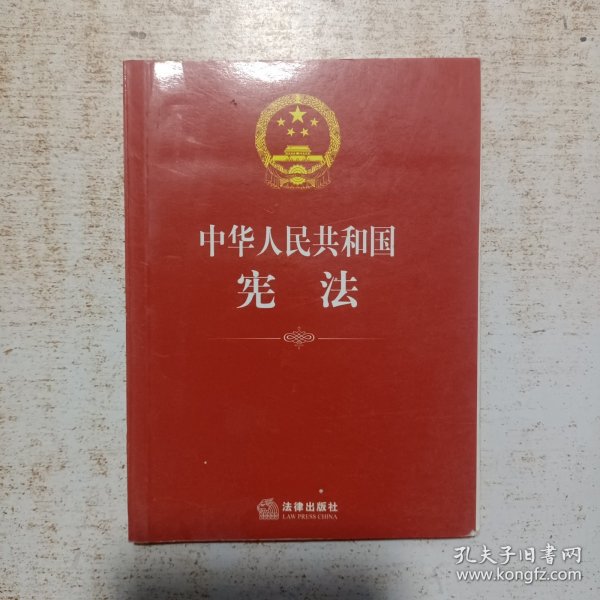 中华人民共和国
宪 法
法律出版社
LAW PRESS CHINA
孔夫子旧书网
www.kongfz.com